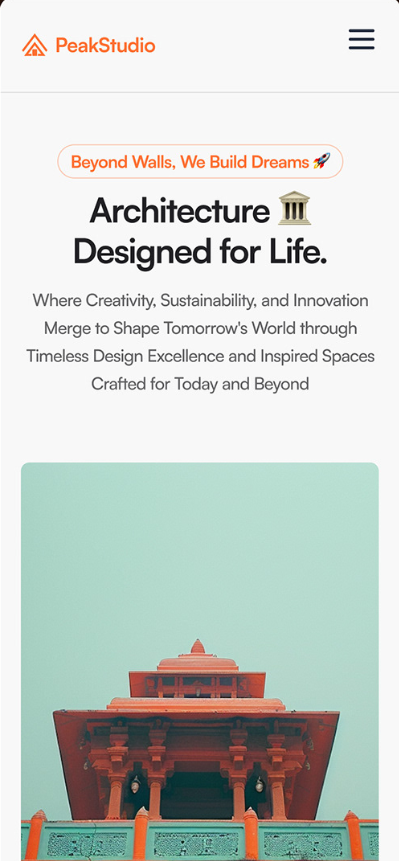 PeakStudio
Beyond Walls, We Build Dreams 🚀
Architecture 🏛️
Designed for Life.
Where Creativity, Sustainability, and Innovation
Merge to Shape Tomorrow's World through
Timeless Design Excellence and Inspired Spaces
Crafted for Today and Beyond